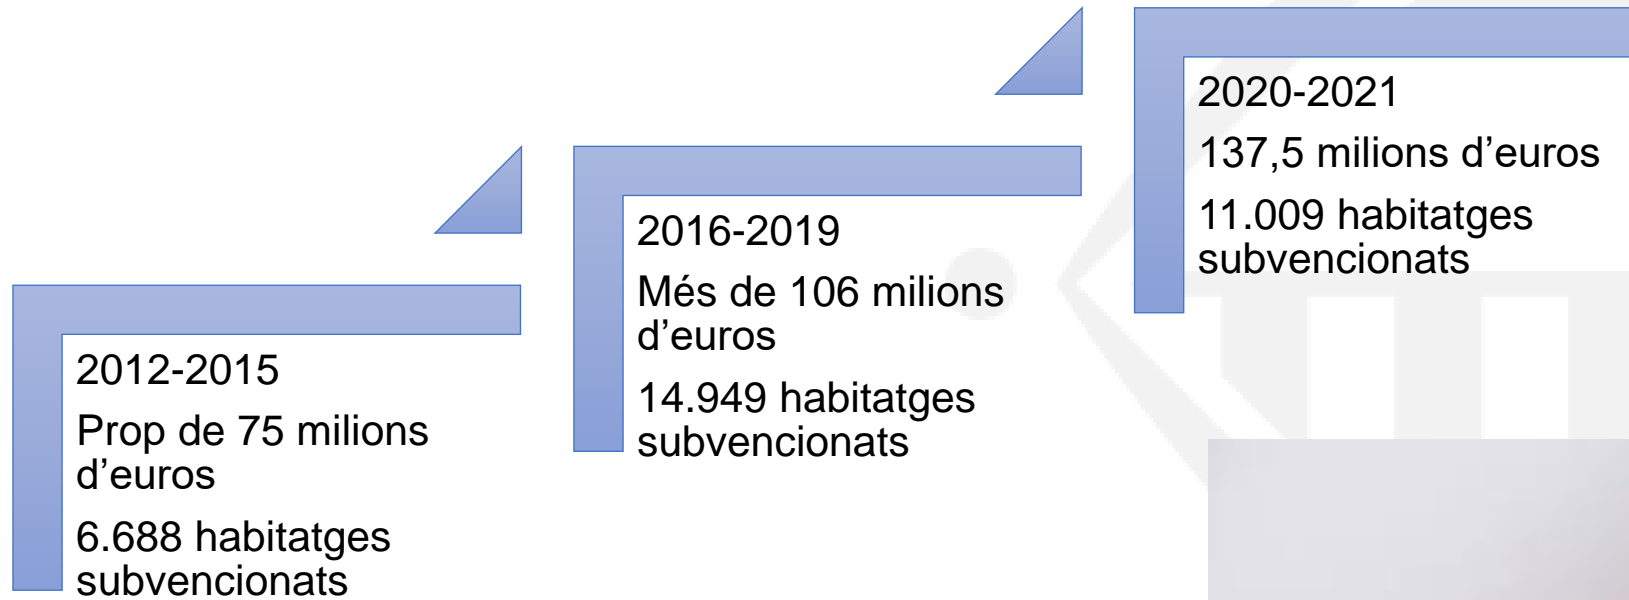 2012-2015
Prop de 75 milions
d’euros
6.688 habitatges
subvencionats
2016-2019
Més de 106 milions
d’euros
14.949 habitatges
subvencionats
2020-2021
137,5 milions d’euros
11.009 habitatges
subvencionats